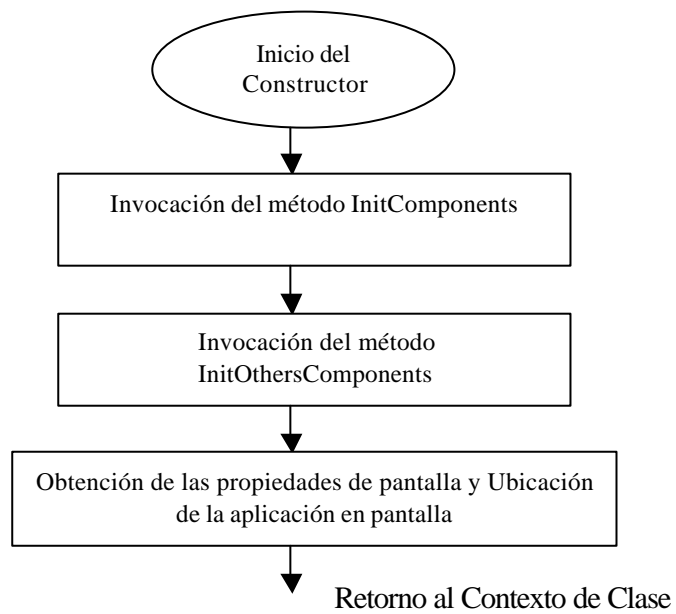 Inicio del
Constructor
Invocación del método InitComponents
Invocación del método
InitOthersComponents
Obtención de las propiedades de pantalla y Ubicación
de la aplicación en pantalla
Retorno al Contexto de Clase